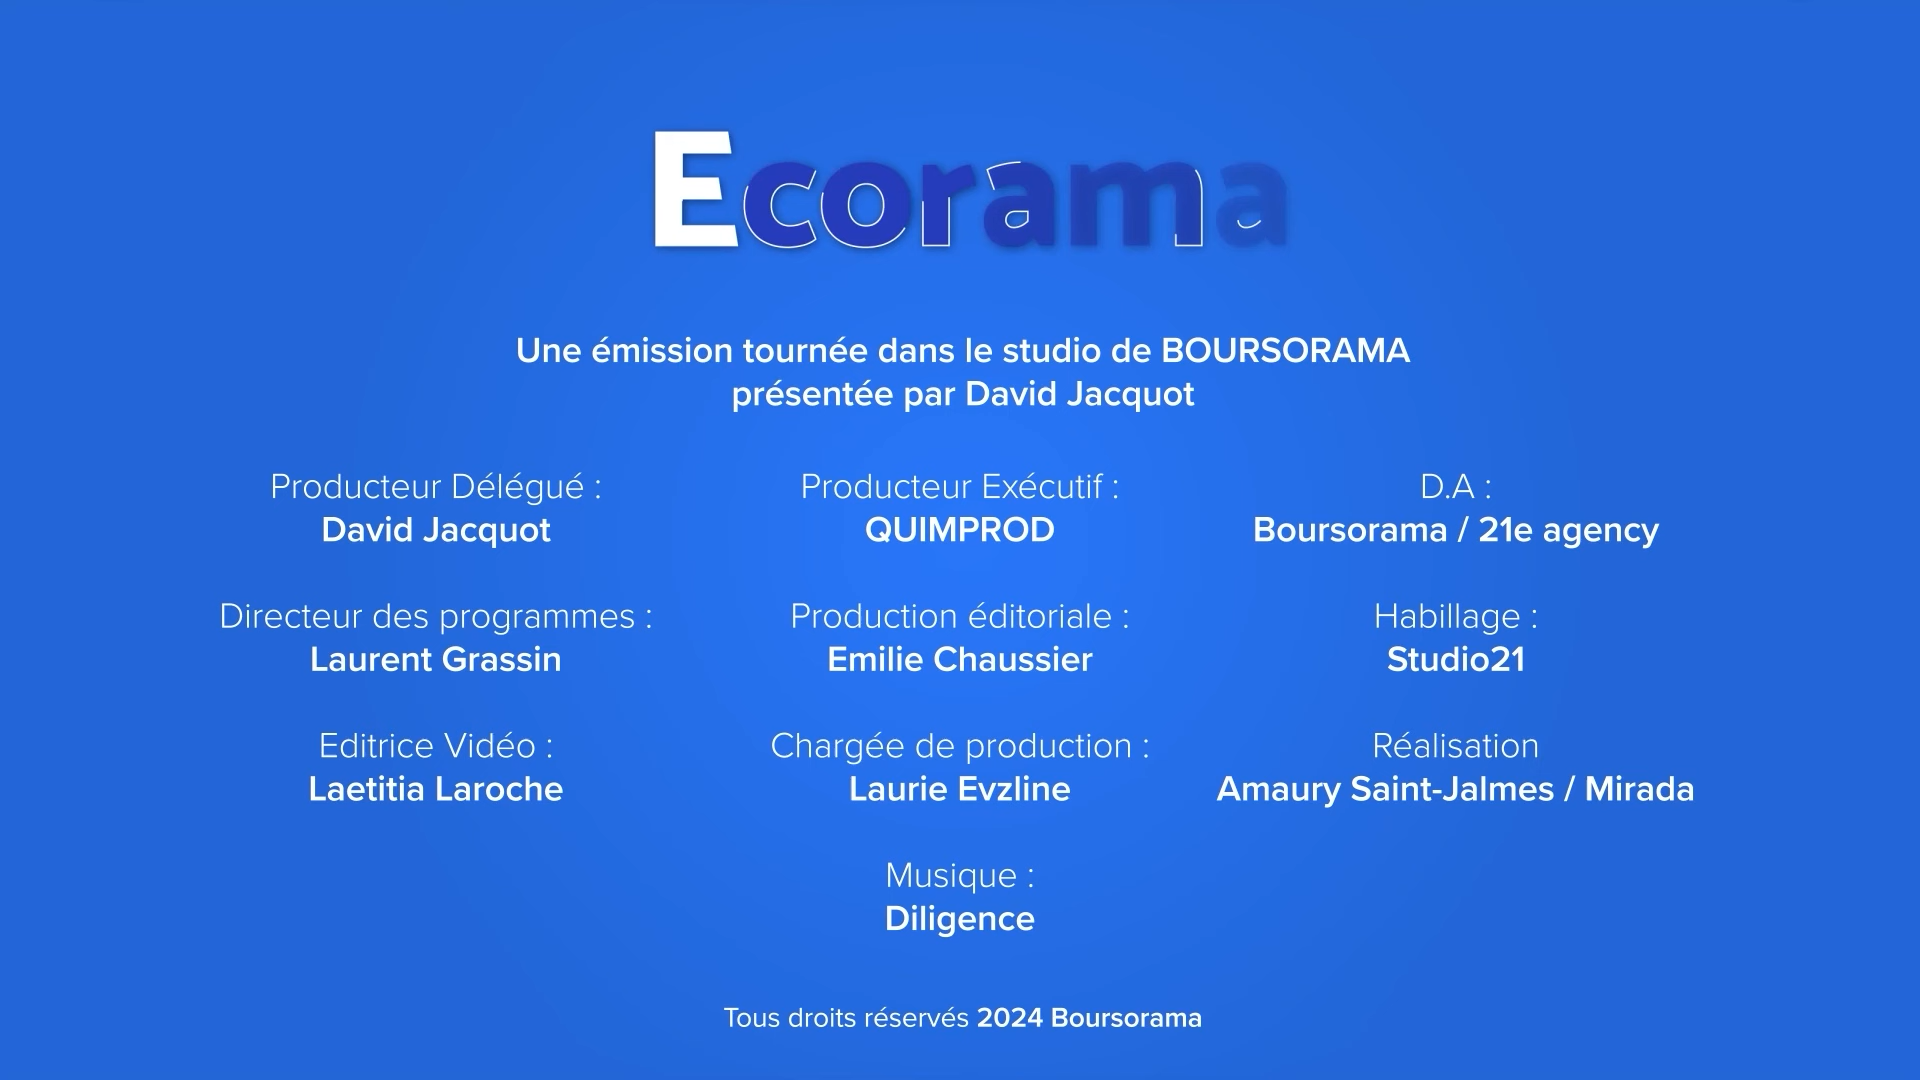 Ecorama
Une émission tournée dans le studio de BOURSORAMA
présentée par David Jacquot
Producteur Délégué :
David Jacquot
Producteur Exécutif :
QUIMPROD
D.A :
Boursorama / 21e agency
Directeur des programmes :
Laurent Grassin
Production éditoriale :
Emilie Chaussier
Habillage :
Studio21
Editrice Vidéo :
Laetitia Laroche
Chargée de production :
Laurie Evzline
Réalisation
Amaury Saint-Jalmes / Mirada
Musique :
Diligence
Tous droits réservés 2024 Boursorama